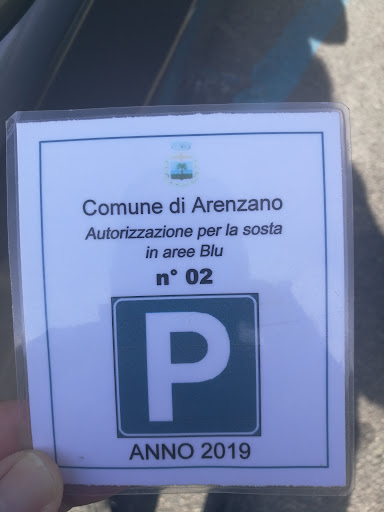 Comune di Arenzano
Autorizzazione per la sosta
in aree Blu
n° 02
P
ANNO 2019